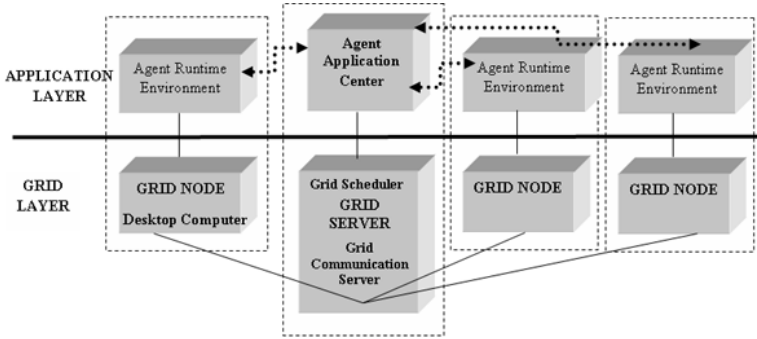 APPLICATION
LAYER
Agent Runtime
Environment
Agent
Application
Center
Agent Runtime
Environment
Agent Runtime
Environment
GRID
LAYER
GRID NODE
Desktop Computer
Grid Scheduler
GRID
SERVER
Grid
Communication
Server
GRID NODE
GRID NODE